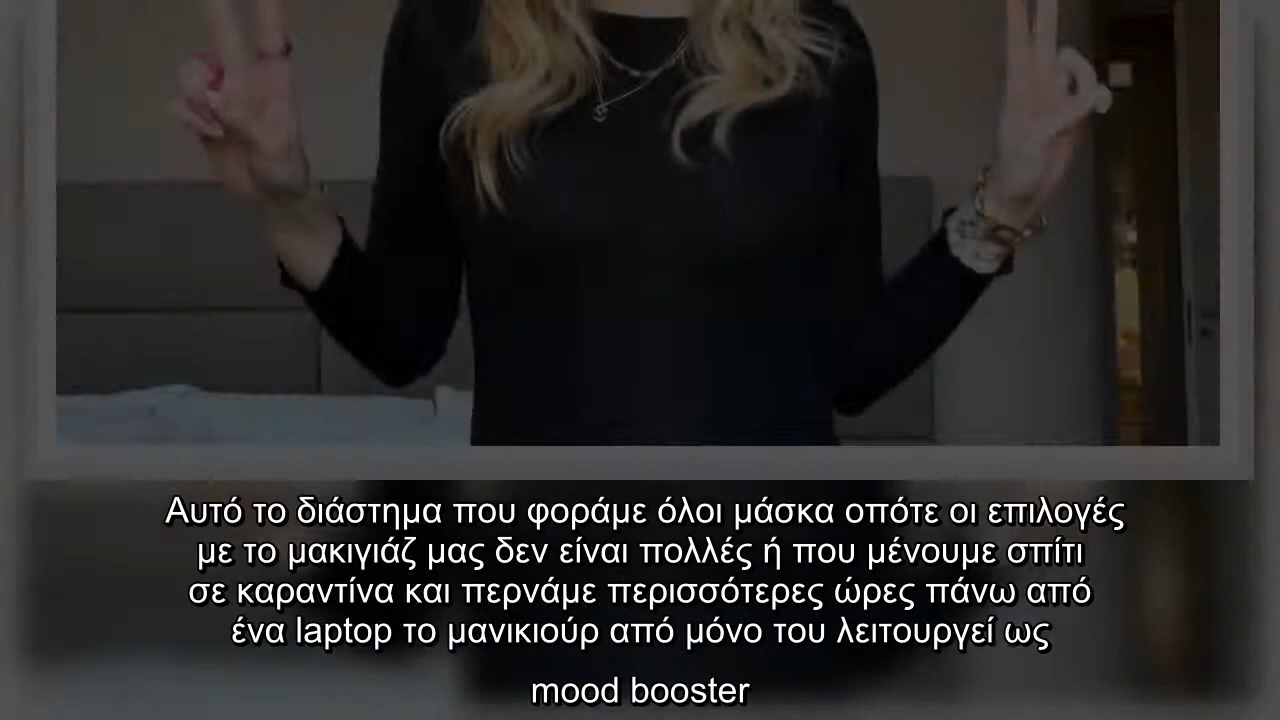 Αυτό το διάστημα που φοράμε όλοι μάσκα οπότε οι επιλογές
με το μακιγιάζ μας δεν είναι πολλές ή που μένουμε σπίτι
σε καραντίνα και περνάμε περισσότερες ώρες πάνω από
ένα laptop το μανικιούρ από μόνο του λειτουργεί ως
mood booster